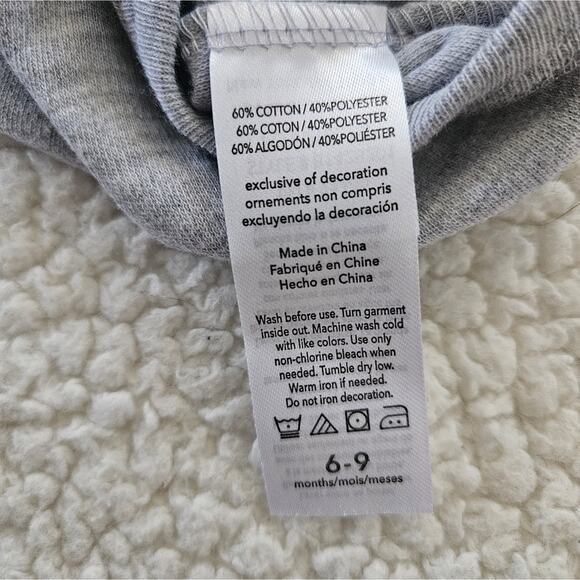 60% COTTON / 40%POLYESTER
60% COTON / 40%POLYESTER
60% ALGODÓN / 40%POLIÉSTER
exclusive of decoration
ornements non compris
excluyendo la decoración
Made in China
Fabriqué en Chine
Hecho en China
Wash before use. Turn garment
inside out. Machine wash cold
with like colors. Use only
non-chlorine bleach when
needed. Tumble dry low.
Warm iron if needed.
Do not iron decoration.
6-9
months/mois/meses